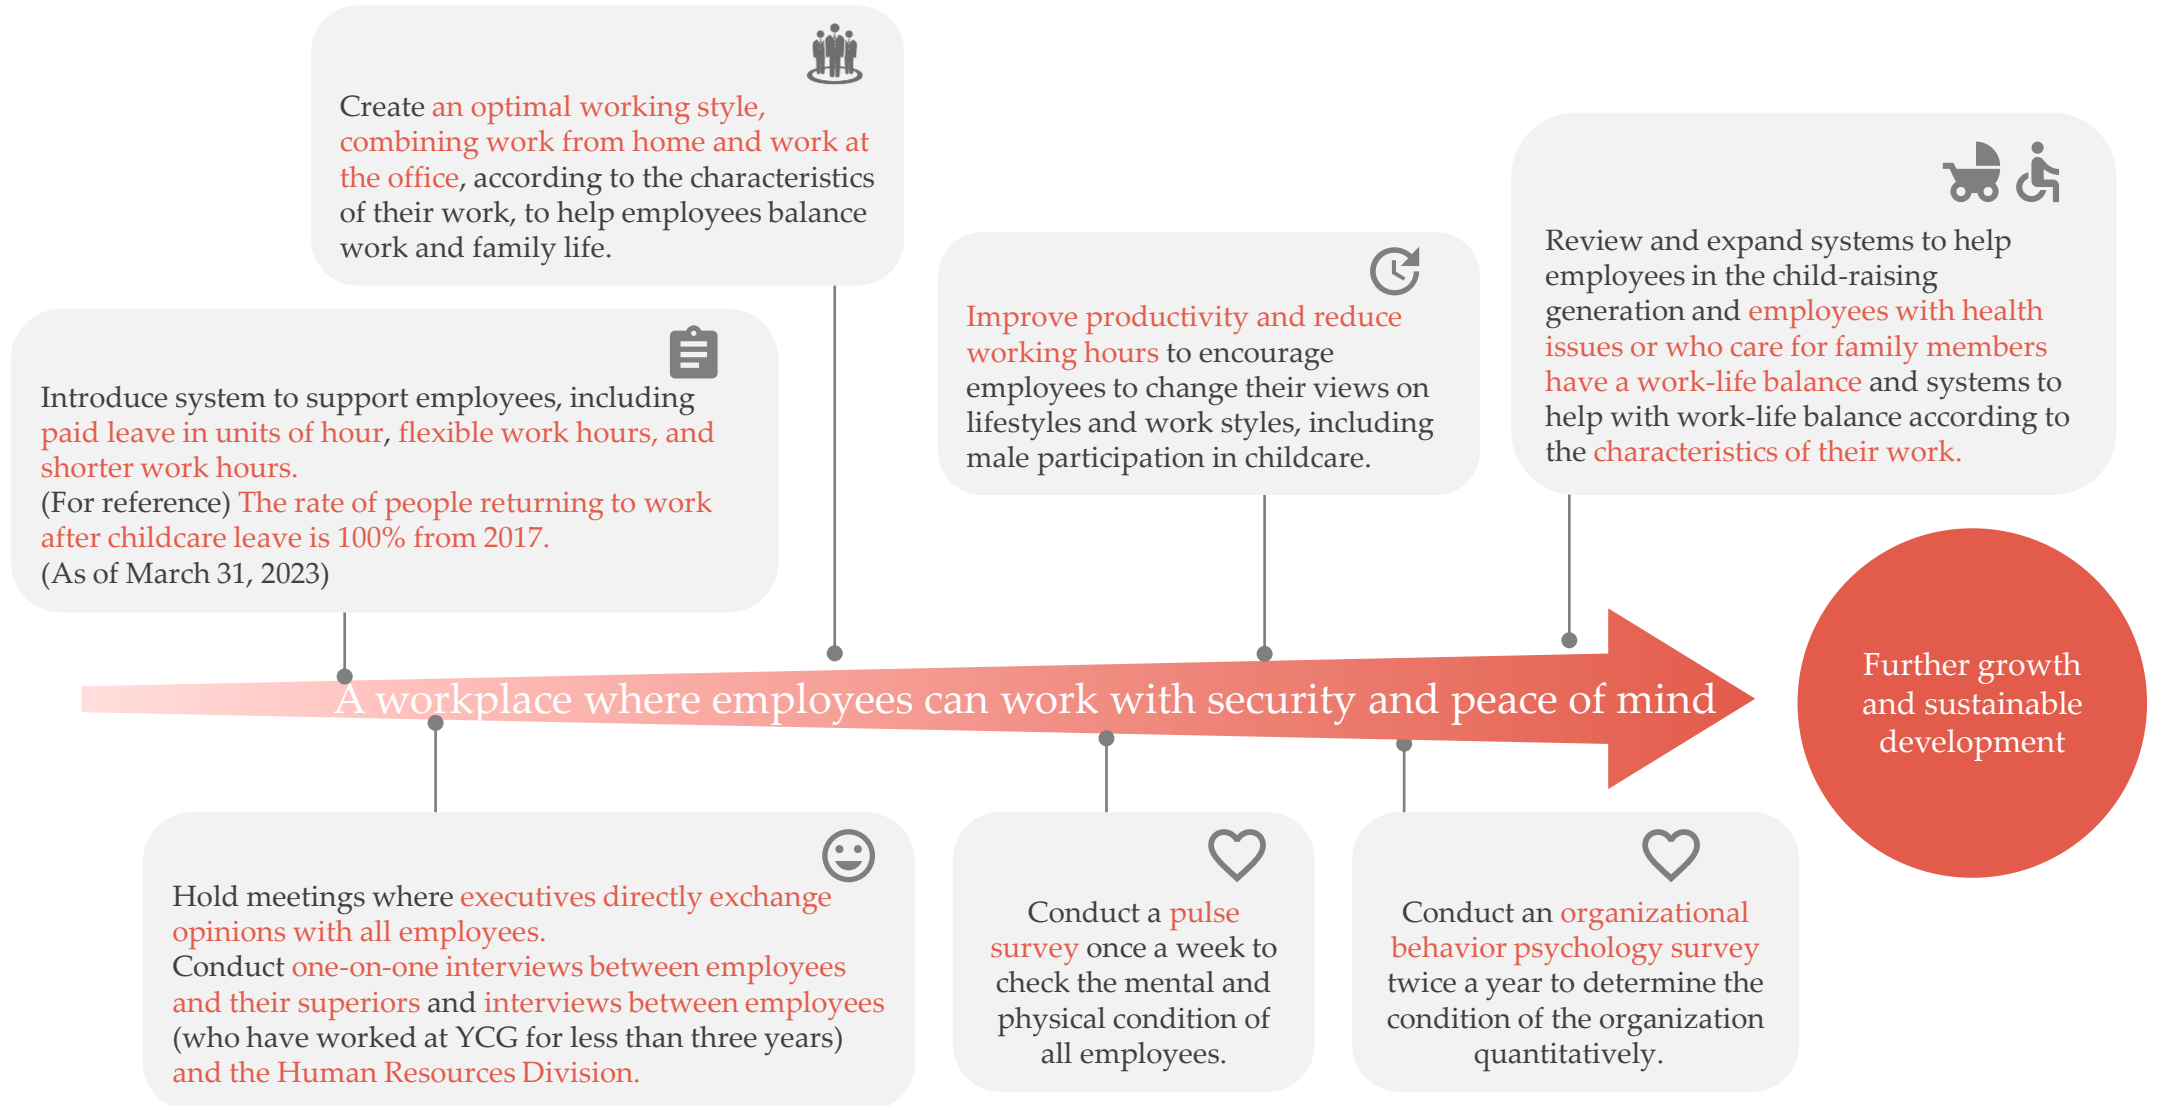 Create an optimal working style,
combining work from home and work at
the office, according to the characteristics
of their work, to help employees balance
work and family life.
Introduce system to support employees, including
paid leave in units of hour, flexible work hours, and
shorter work hours.
(For reference) The rate of people returning to work
after childcare leave is 100% from 2017.
(As of March 31, 2023)
Improve productivity and reduce
working hours to encourage
employees to change their views on
lifestyles and work styles, including
male participation in childcare.
Review and expand systems to help
employees in the child-raising
generation and employees with health
issues or who care for family members
have a work-life balance and systems to
help with work-life balance according to
the characteristics of their work.
A workplace where employees can work with security and peace of mind
Further growth
and sustainable
development
Hold meetings where executives directly exchange
opinions with all employees.
Conduct one-on-one interviews between employees
and their superiors and interviews between employees
(who have worked at YCG for less than three years)
and the Human Resources Division.
Conduct a pulse
survey once a week to
check the mental and
physical condition of
all employees.
Conduct an organizational
behavior psychology survey
twice a year to determine the
condition of the organization
quantitatively.